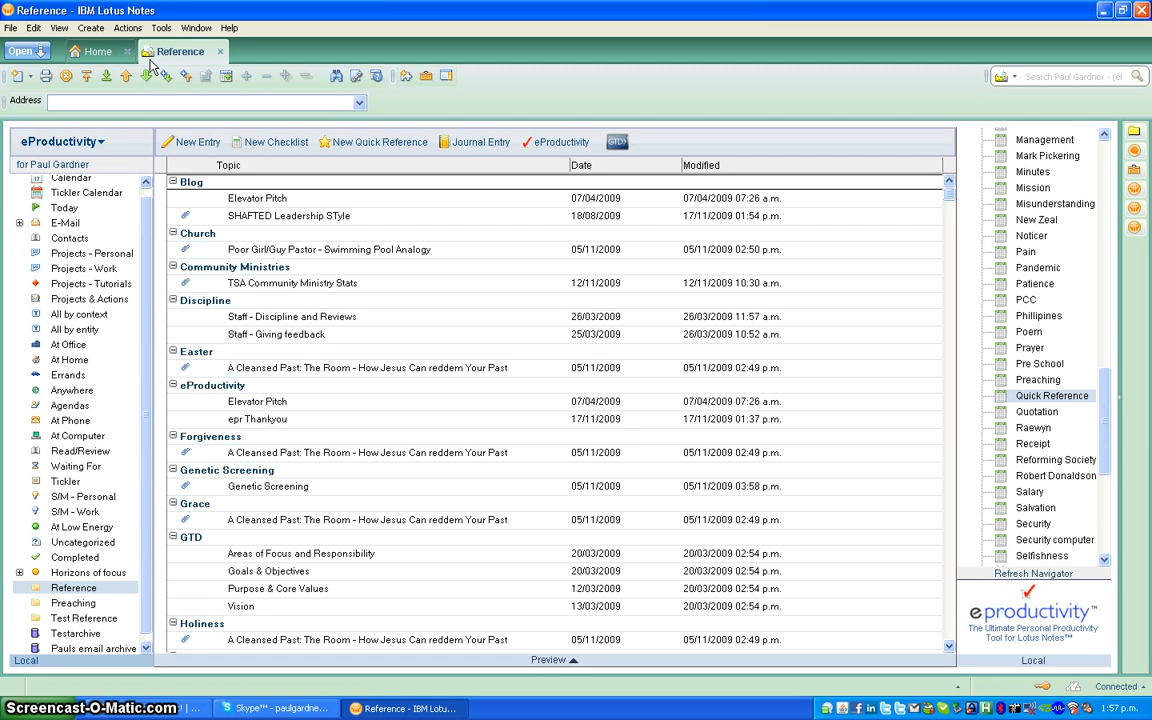 Reference - IBM Lotus Notes
File Edit View Create Actions Tools Window Help
Open Home Reference
Search Paul Gardner - (el
Address
eProductivity
for Paul Gardner
Calendar
Tickler Calendar
Today
E-Mail
Contacts
Projects - Personal
Projects - Work
Projects - Tutorials
Projects & Actions
All by context
All by entity
At Office
At Home
Errands
Anywhere
Agendas
At Phone
At Computer
Read/Review
Waiting For
Tickler
S/M - Personal
S/M - Work
At Low Energy
Uncategorized
Completed
Horizons of focus
Reference
Preaching
Test Reference
Testarchive
Pauls email archive
Local
New Entry New Checklist New Quick Reference Journal Entry eProductivity GTD
Topic Date Modified
Blog
Elevator Pitch 07/04/2009 07/04/2009 07:26 a.m.
SHAFTED Leadership STyle 18/08/2009 17/11/2009 01:54 p.m.
Church
Poor Girl/Guy Pastor - Swimming Pool Analogy 05/11/2009 05/11/2009 02:50 p.m.
Community Ministries
TSA Community Ministry Stats 12/11/2009 12/11/2009 10:30 a.m.
Discipline
Staff - Discipline and Reviews 26/03/2009 26/03/2009 11:57 a.m.
Staff - Giving feedback 25/03/2009 26/03/2009 10:52 a.m.
Easter
A Cleansed Past: The Room - How Jesus Can reddem Your Past 05/11/2009 05/11/2009 02:49 p.m.
eProductivity
Elevator Pitch 07/04/2009 07/04/2009 07:26 a.m.
epr Thankyou 17/11/2009 17/11/2009 01:37 p.m.
Forgiveness
A Cleansed Past: The Room - How Jesus Can reddem Your Past 05/11/2009 05/11/2009 02:49 p.m.
Genetic Screening
Genetic Screening 05/11/2009 05/11/2009 03:58 p.m.
Grace
A Cleansed Past: The Room - How Jesus Can reddem Your Past 05/11/2009 05/11/2009 02:49 p.m.
GTD
Areas of Focus and Responsibility 20/03/2009 20/03/2009 02:54 p.m.
Goals & Objectives 20/03/2009 20/03/2009 02:54 p.m.
Purpose & Core Values 12/03/2009 20/03/2009 02:54 p.m.
Vision 13/03/2009 20/03/2009 02:54 p.m.
Holiness
A Cleansed Past: The Room - How Jesus Can reddem Your Past 05/11/2009 05/11/2009 02:49 p.m.
Preview
Management
Mark Pickering
Minutes
Mission
Misunderstanding
New Zeal
Noticer
Pain
Pandemic
Patience
PCC
Phillipines
Poem
Prayer
Pre School
Preaching
Quick Reference
Quotation
Raewyn
Receipt
Reforming Society
Robert Donaldson
Salary
Salvation
Security
Security computer
Selfishness
Refresh Navigator
eproductivity™
The Ultimate Personal Productivity
Tool for Lotus Notes™
Local
Connected
Screencast-O-Matic.com | ... Skype™ - paulgardne... Reference - IBM Lotu... 1:57 p.m.